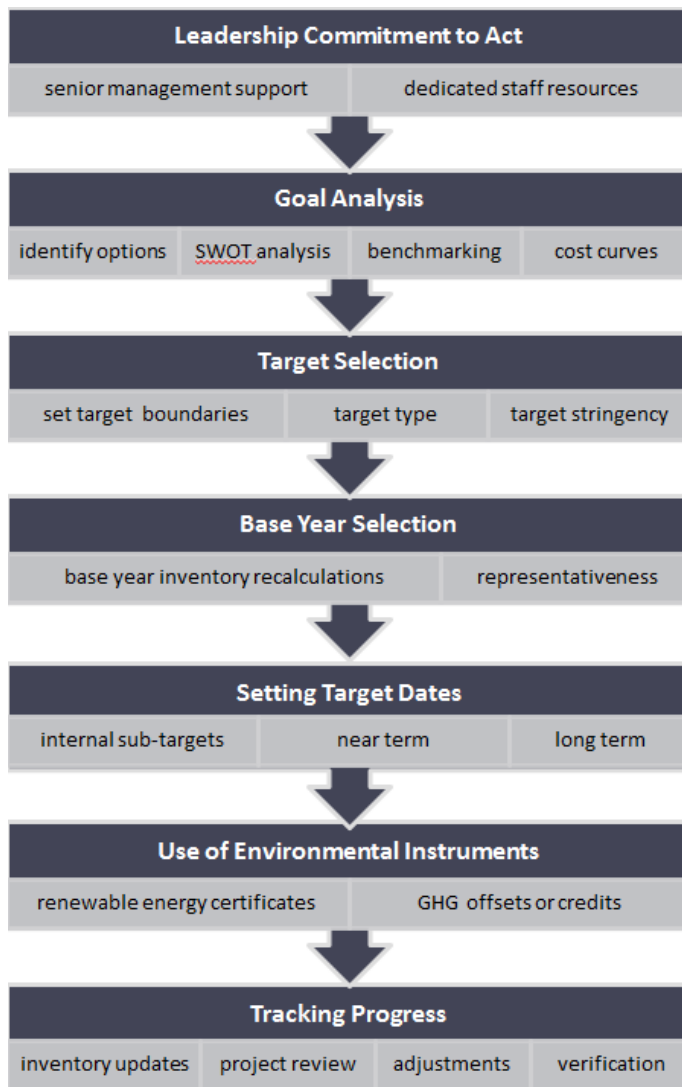 Leadership Commitment to Act
senior management support dedicated staff resources
Goal Analysis
identify options SWOT analysis benchmarking cost curves
Target Selection
set target boundaries target type target stringency
Base Year Selection
base year inventory recalculations representativeness
Setting Target Dates
internal sub-targets near term long term
Use of Environmental Instruments
renewable energy certificates GHG offsets or credits
Tracking Progress
inventory updates project review adjustments verification